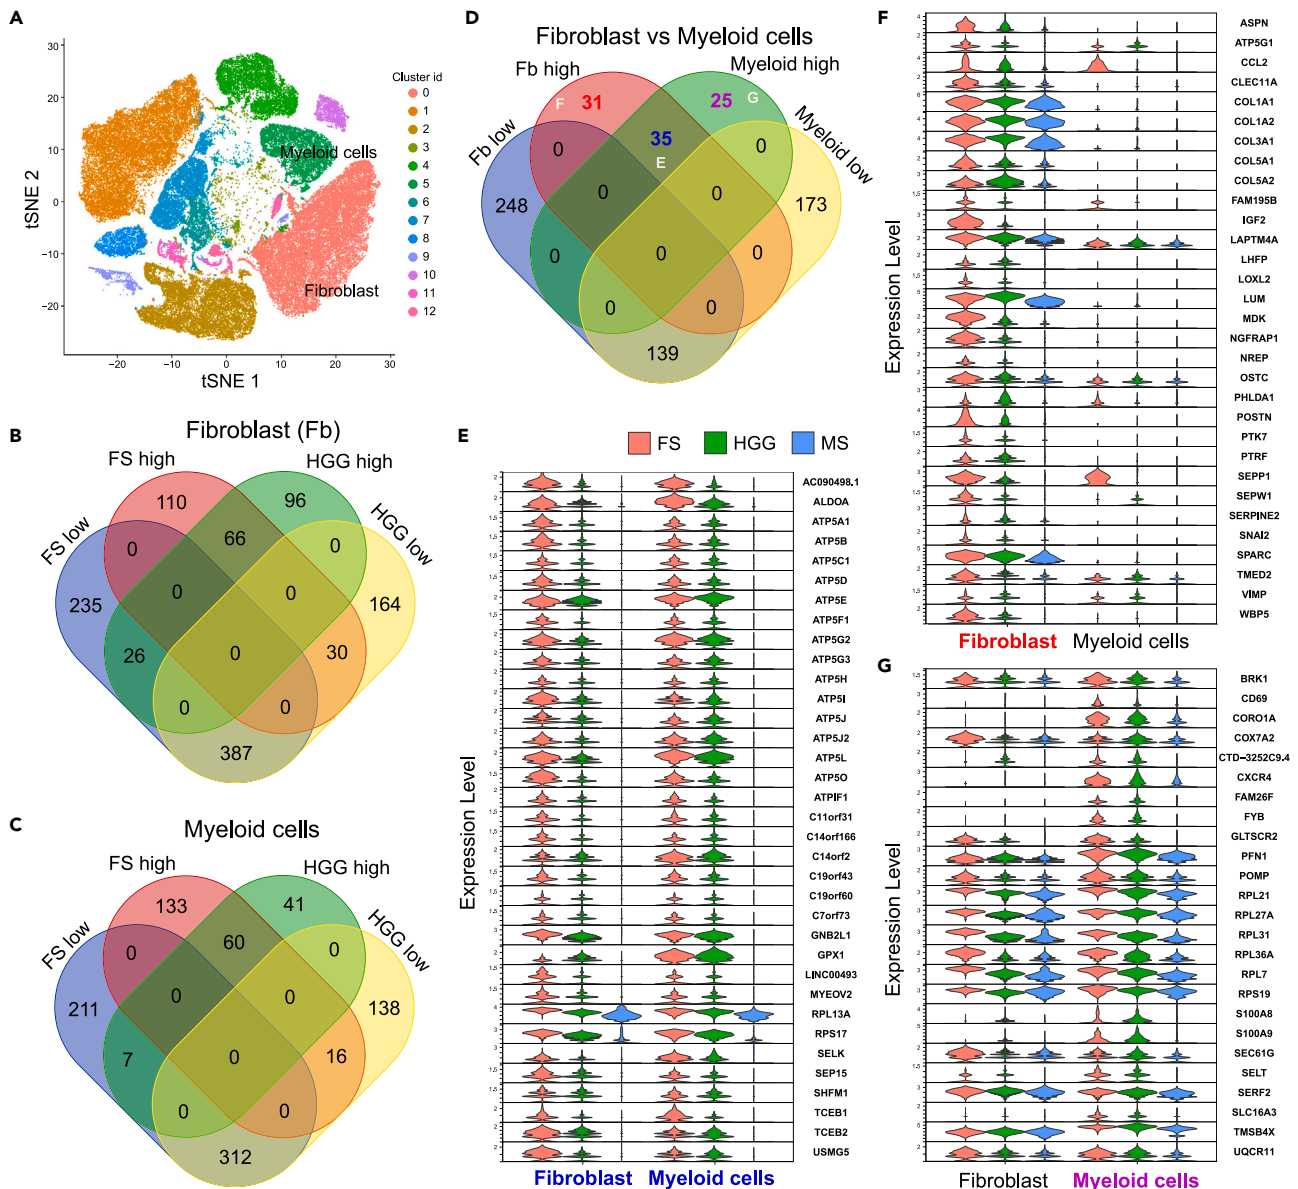 A
30
20
10
0
−10
−20
tSNE 2
−20
−10
0
10
20
30
tSNE 1
Myeloid cells
Fibroblast
Cluster id
0
1
2
3
4
5
6
7
8
9
10
11
12
B
Fibroblast (Fb)
FS high
HGG high
FS low
HGG low
110
96
66
0
0
235
0
0
164
26
0
30
0
0
387
C
Myeloid cells
FS high
HGG high
FS low
HGG low
133
41
60
0
0
211
0
0
138
7
0
16
0
0
312
D
Fibroblast vs Myeloid cells
Fb high
Myeloid high
Fb low
Myeloid low
F 31
25 G
35
E
0
0
248
0
0
173
0
0
0
0
0
139
E
FS
HGG
MS
Expression Level
AC090498.1
ALDOA
ATP5A1
ATP5B
ATP5C1
ATP5D
ATP5E
ATP5F1
ATP5G2
ATP5G3
ATP5H
ATP5I
ATP5J
ATP5J2
ATP5L
ATP5O
ATPIF1
C11orf31
C14orf166
C14orf2
C19orf43
C19orf60
C7orf73
GNB2L1
GPX1
LINC00493
MYEOV2
RPL13A
RPS17
SELK
SEP15
SHFM1
TCEB1
TCEB2
USMG5
Fibroblast Myeloid cells
F
Expression Level
ASPN
ATP5G1
CCL2
CLEC11A
COL1A1
COL1A2
COL3A1
COL5A1
COL5A2
FAM195B
IGF2
LAPTM4A
LHFP
LOXL2
LUM
MDK
NGFRAP1
NREP
OSTC
PHLDA1
POSTN
PTK7
PTRF
SEPP1
SEPW1
SERPINE2
SNAI2
SPARC
TMED2
VIMP
WBP5
Fibroblast Myeloid cells
G
Expression Level
BRK1
CD69
CORO1A
COX7A2
CTD−3252C9.4
CXCR4
FAM26F
FYB
GLTSCR2
PFN1
POMP
RPL21
RPL27A
RPL31
RPL36A
RPL7
RPS19
S100A8
S100A9
SEC61G
SELT
SERF2
SLC16A3
TMSB4X
UQCR11
Fibroblast Myeloid cells